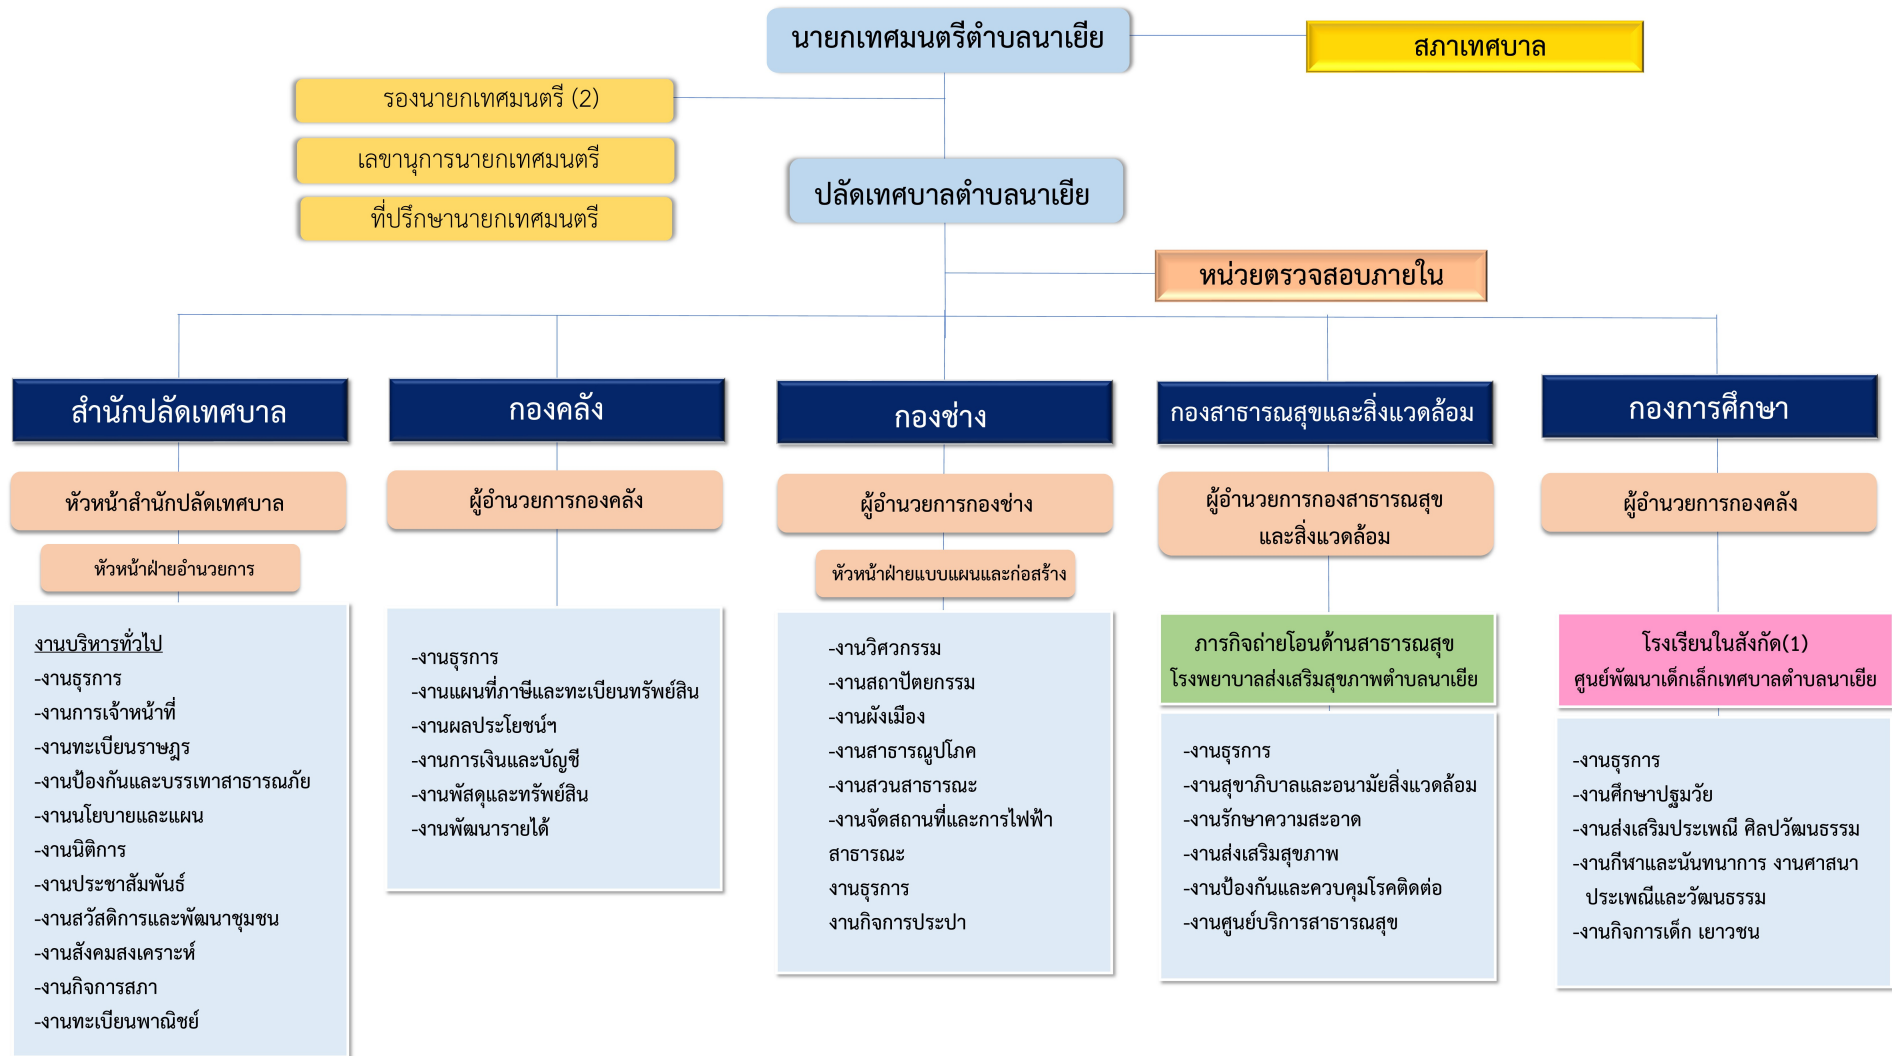 นายกเทศมนตรีตำบลนาเยีย
สภาเทศบาล
รองนายกเทศมนตรี (2)
เลขานุการนายกเทศมนตรี
ที่ปรึกษานายกเทศมนตรี
ปลัดเทศบาลตำบลนาเยีย
หน่วยตรวจสอบภายใน
สำนักปลัดเทศบาล
หัวหน้าสำนักปลัดเทศบาล
หัวหน้าฝ่ายอำนวยการ
งานบริหารทั่วไป
-งานธุรการ
-งานการเจ้าหน้าที่
-งานทะเบียนราษฎร
-งานป้องกันและบรรเทาสาธารณภัย
-งานนโยบายและแผน
-งานนิติการ
-งานประชาสัมพันธ์
-งานสวัสดิการและพัฒนาชุมชน
-งานสังคมสงเคราะห์
-งานกิจการสภา
-งานทะเบียนพาณิชย์
กองคลัง
ผู้อำนวยการกองคลัง
-งานธุรการ
-งานแผนที่ภาษีและทะเบียนทรัพย์สิน
-งานผลประโยชน์ฯ
-งานการเงินและบัญชี
-งานพัสดุและทรัพย์สิน
-งานพัฒนารายได้
กองช่าง
ผู้อำนวยการกองช่าง
หัวหน้าฝ่ายแบบแผนและก่อสร้าง
-งานวิศวกรรม
-งานสถาปัตยกรรม
-งานผังเมือง
-งานสาธารณูปโภค
-งานสวนสาธารณะ
-งานจัดสถานที่และการไฟฟ้า
สาธารณะ
งานธุรการ
งานกิจการประปา
กองสาธารณสุขและสิ่งแวดล้อม
ผู้อำนวยการกองสาธารณสุข
และสิ่งแวดล้อม
ภารกิจถ่ายโอนด้านสาธารณสุข
โรงพยาบาลส่งเสริมสุขภาพตำบลนาเยีย
-งานธุรการ
-งานสุขาภิบาลและอนามัยสิ่งแวดล้อม
-งานรักษาความสะอาด
-งานส่งเสริมสุขภาพ
-งานป้องกันและควบคุมโรคติดต่อ
-งานศูนย์บริการสาธารณสุข
กองการศึกษา
ผู้อำนวยการกองคลัง
โรงเรียนในสังกัด(1)
ศูนย์พัฒนาเด็กเล็กเทศบาลตำบลนาเยีย
-งานธุรการ
-งานศึกษาปฐมวัย
-งานส่งเสริมประเพณี ศิลปวัฒนธรรม
-งานกีฬาและนันทนาการ งานศาสนา
ประเพณีและวัฒนธรรม
-งานกิจการเด็ก เยาวชน